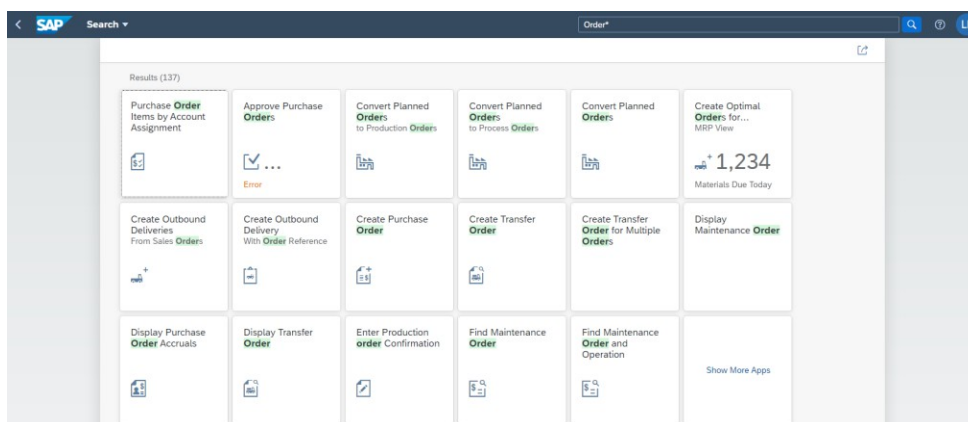 SAP Search Order*
Results (137)
Purchase Order
Items by Account
Assignment
Approve Purchase
Orders
...
Error
Convert Planned
Orders
to Production Orders
Convert Planned
Orders
to Process Orders
Convert Planned
Orders
Create Optimal
Orders for...
MRP View
1,234
Materials Due Today
Create Outbound
Deliveries
From Sales Orders
Create Outbound
Delivery
With Order Reference
Create Purchase
Order
Create Transfer
Order
Create Transfer
Order for Multiple
Orders
Display
Maintenance Order
Display Purchase
Order Accruals
Display Transfer
Order
Enter Production
order Confirmation
Find Maintenance
Order
Find Maintenance
Order and
Operation
Show More Apps